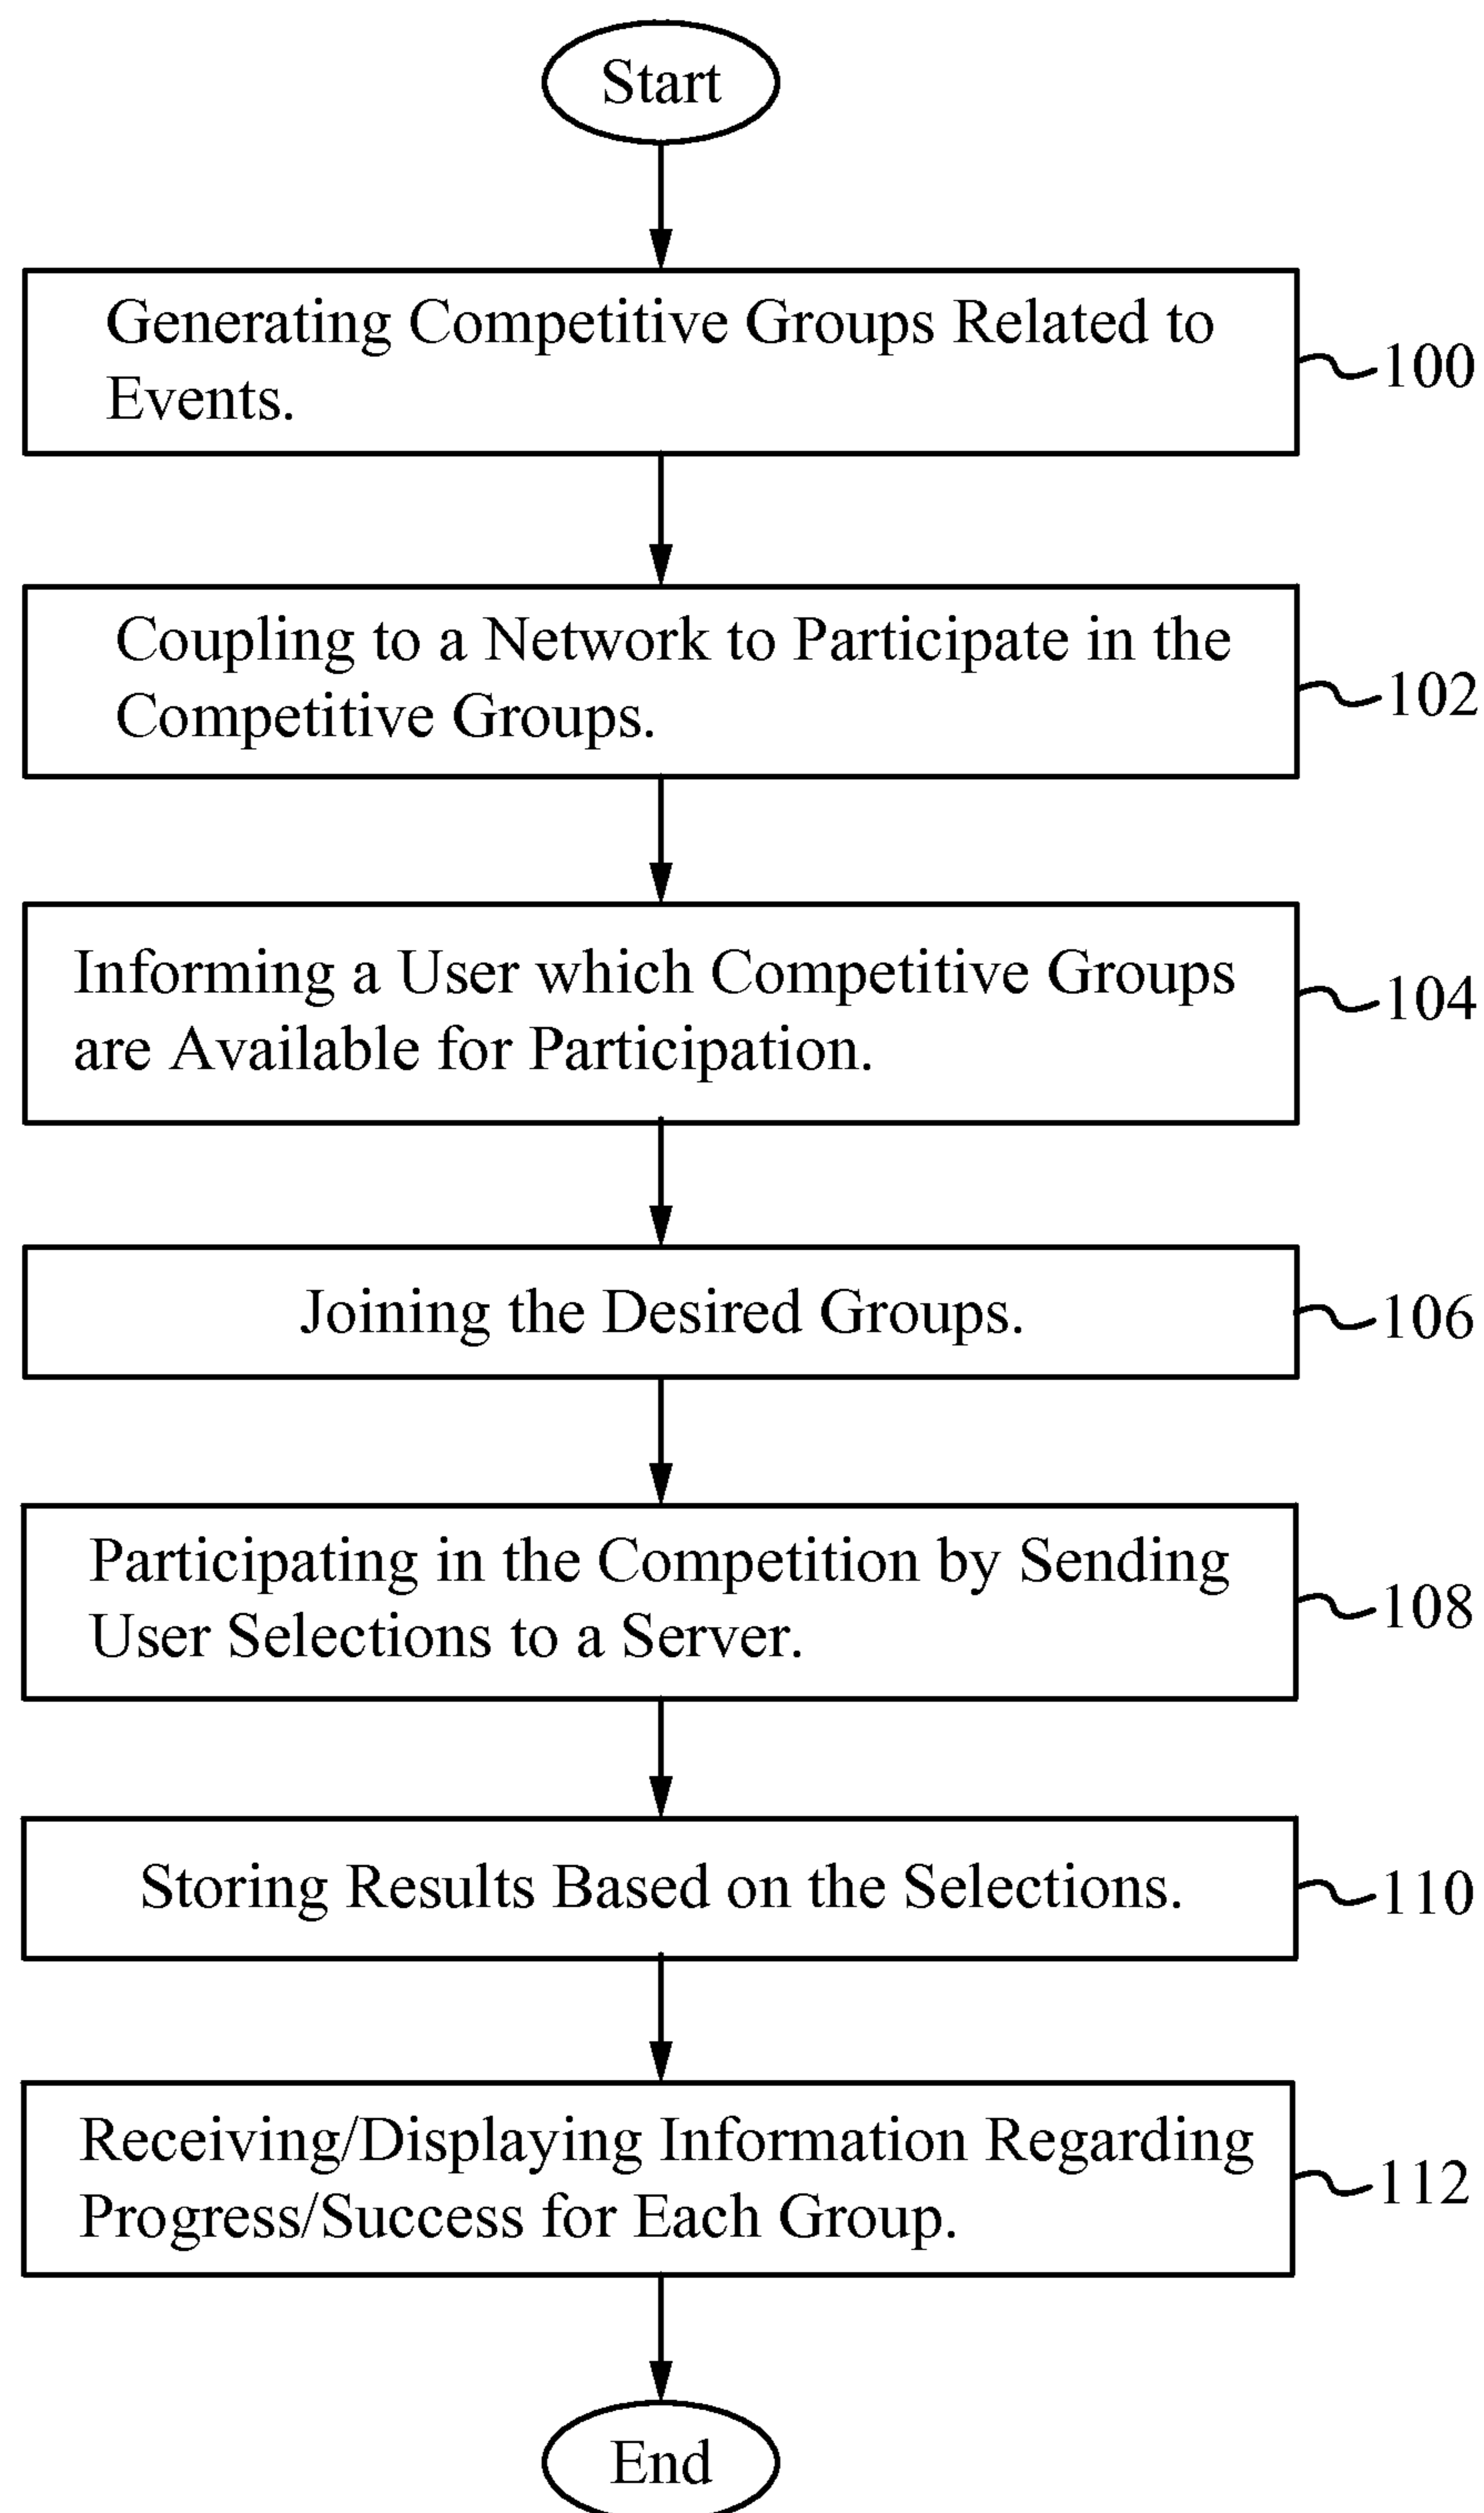 Start
Generating Competitive Groups Related to
Events.
100
Coupling to a Network to Participate in the
Competitive Groups.
102
Informing a User which Competitive Groups
are Available for Participation.
104
Joining the Desired Groups.
106
Participating in the Competition by Sending
User Selections to a Server.
108
Storing Results Based on the Selections.
110
Receiving/Displaying Information Regarding
Progress/Success for Each Group.
112
End